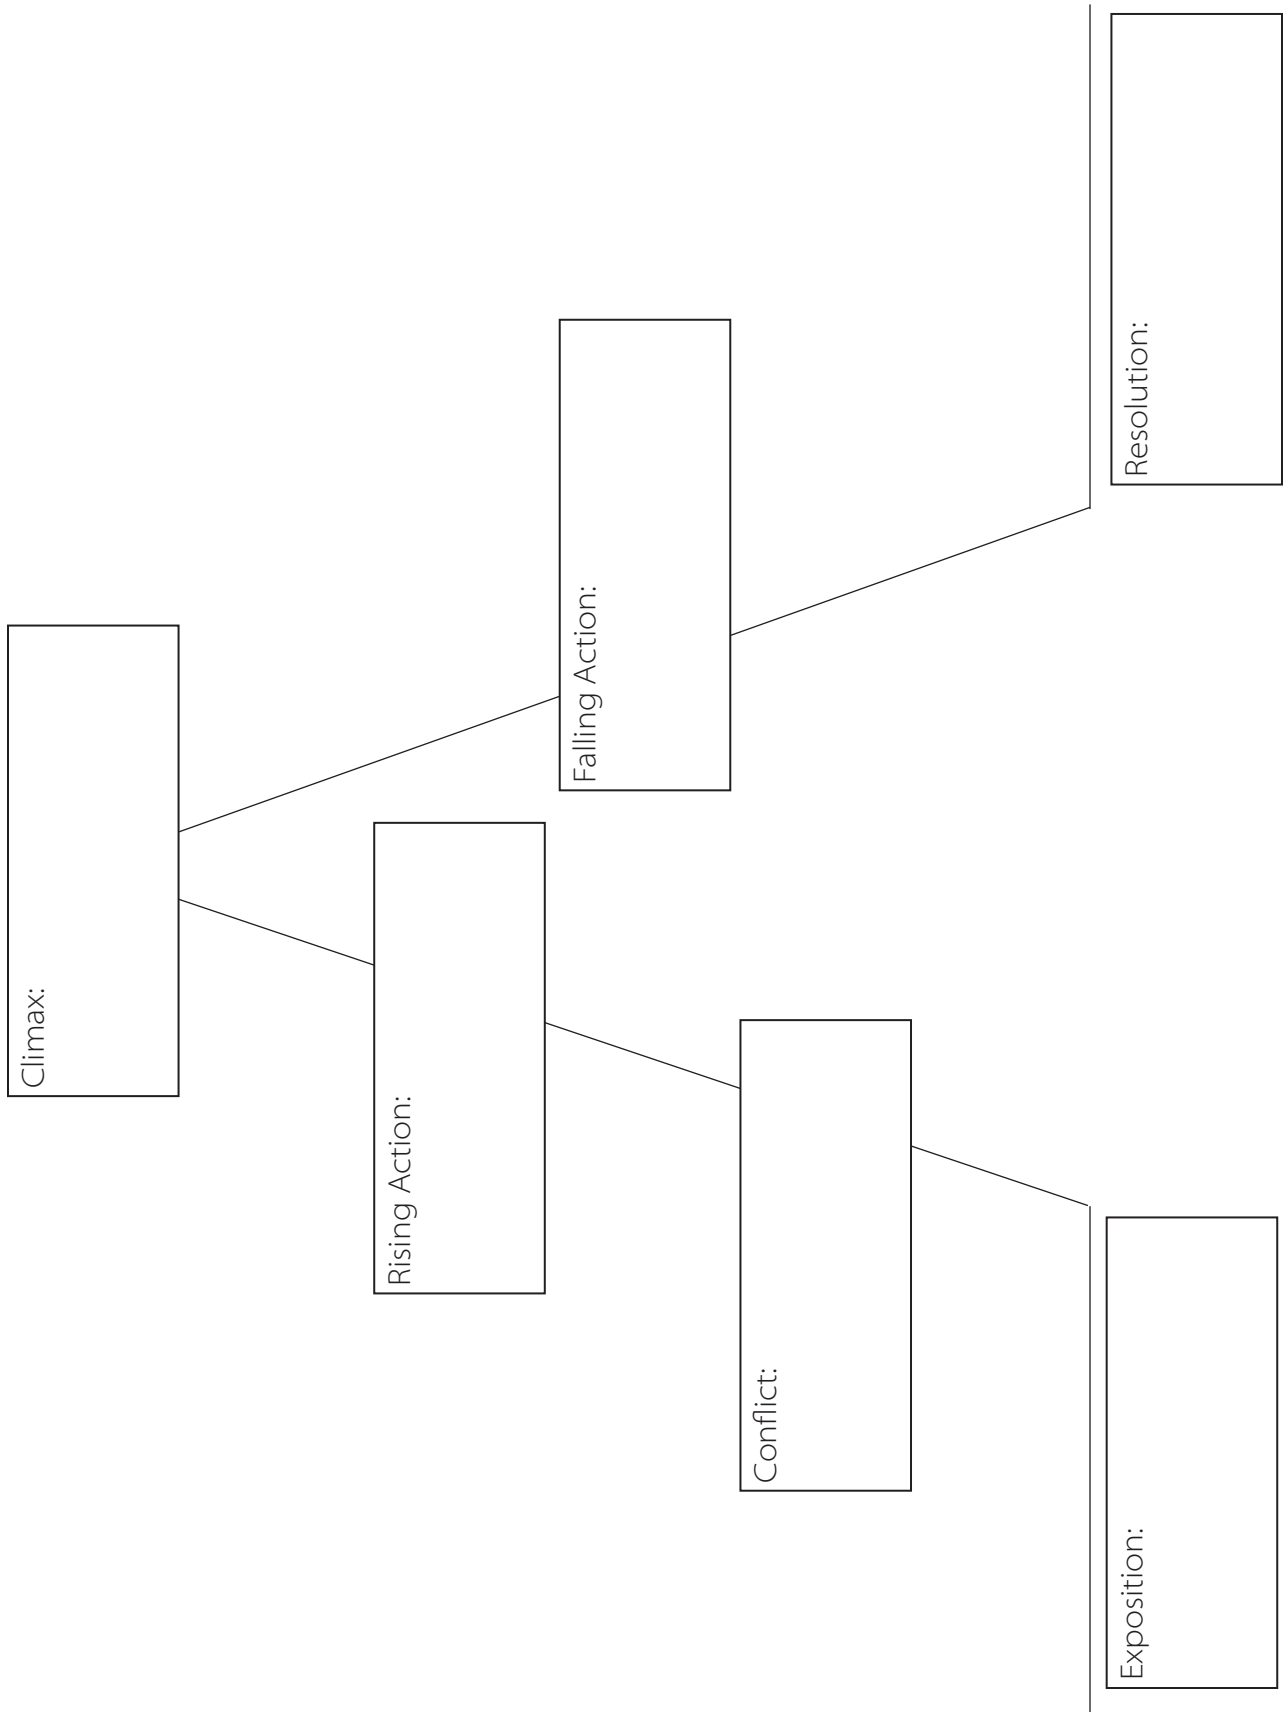 Climax:
Rising Action:
Falling Action:
Conflict:
Exposition:
Resolution: